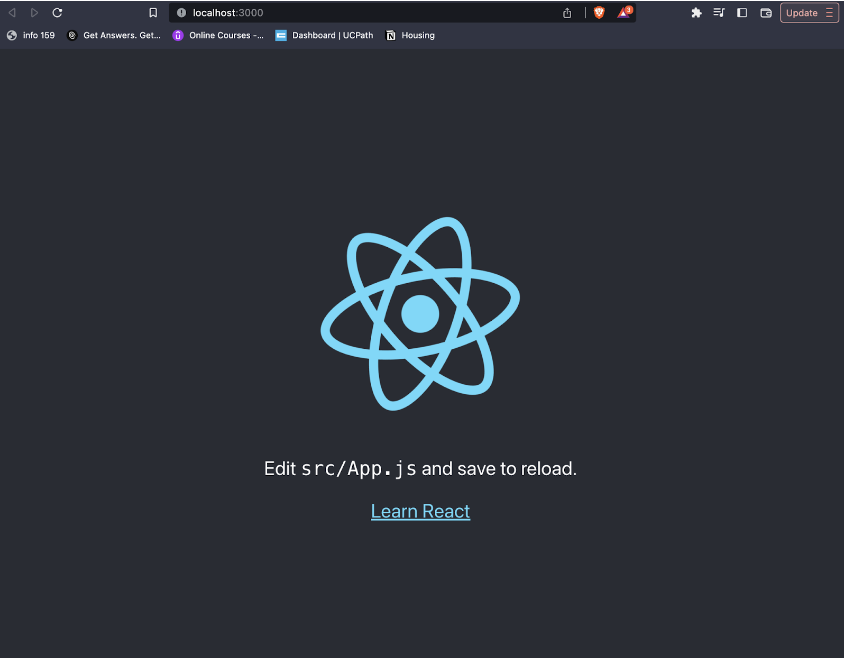 localhost:3000
3
Update
info 159
Get Answers. Get...
Online Courses -...
Dashboard | UCPath
Housing
Edit src/App.js and save to reload.
Learn React